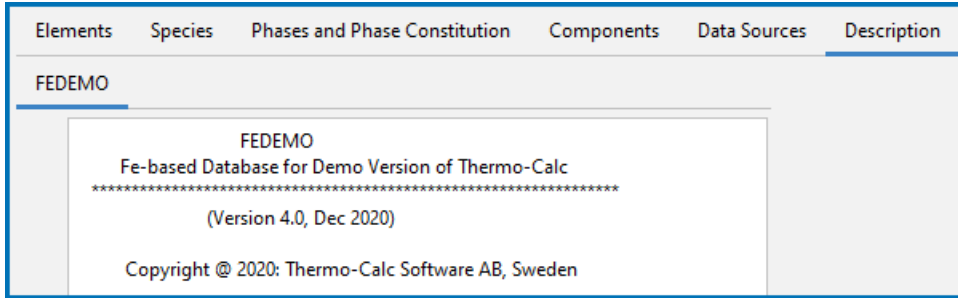 Elements Species Phases and Phase Constitution Components Data Sources Description
FEDEMO
FEDEMO
Fe-based Database for Demo Version of Thermo-Calc
******************************************************************
(Version 4.0, Dec 2020)
Copyright @ 2020: Thermo-Calc Software AB, Sweden